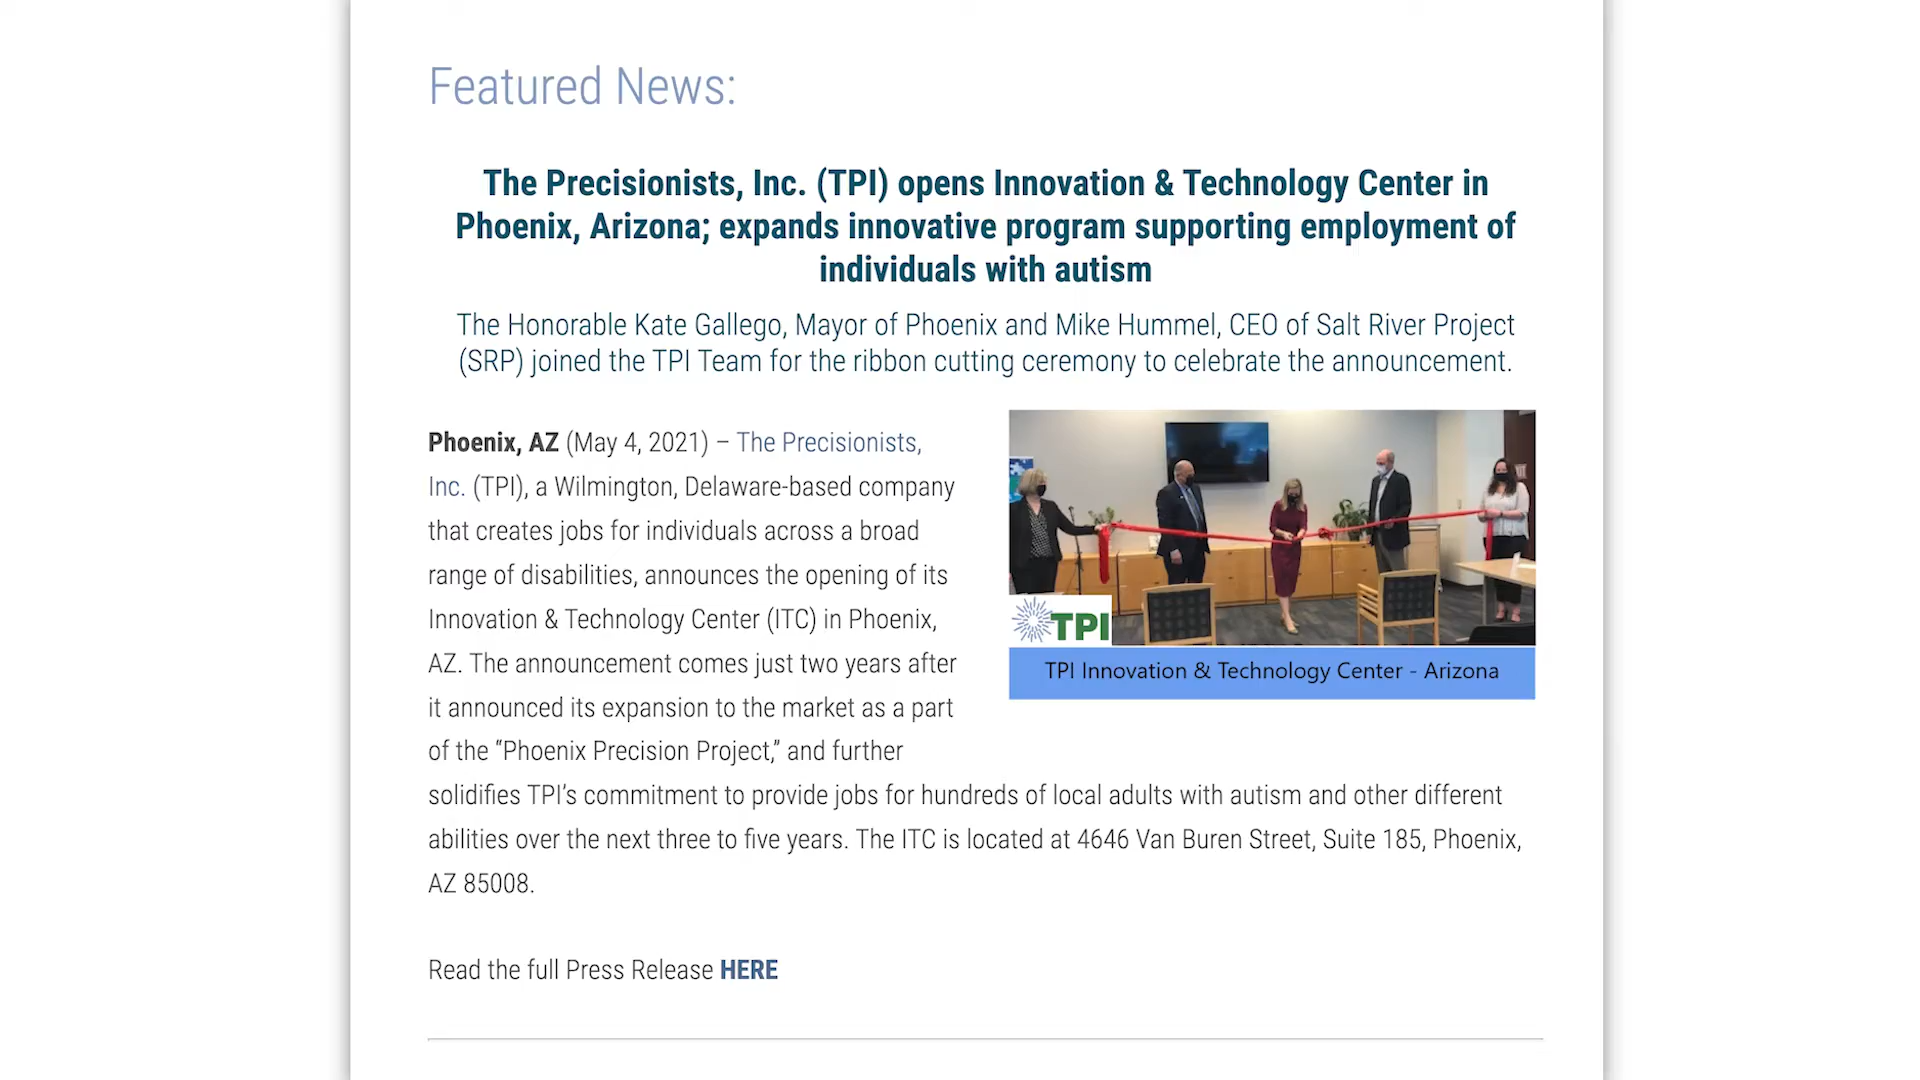 Featured News:
The Precisionists, Inc. (TPI) opens Innovation & Technology Center in
Phoenix, Arizona; expands innovative program supporting employment of
individuals with autism
The Honorable Kate Gallego, Mayor of Phoenix and Mike Hummel, CEO of Salt River Project
(SRP) joined the TPI Team for the ribbon cutting ceremony to celebrate the announcement.
Phoenix, AZ (May 4, 2021) – The Precisionists,
Inc. (TPI), a Wilmington, Delaware-based company
that creates jobs for individuals across a broad
range of disabilities, announces the opening of its
Innovation & Technology Center (ITC) in Phoenix,
AZ. The announcement comes just two years after
it announced its expansion to the market as a part
of the “Phoenix Precision Project,” and further
solidifies TPI’s commitment to provide jobs for hundreds of local adults with autism and other different
abilities over the next three to five years. The ITC is located at 4646 Van Buren Street, Suite 185, Phoenix,
AZ 85008.
TPI
TPI Innovation & Technology Center - Arizona
Read the full Press Release HERE